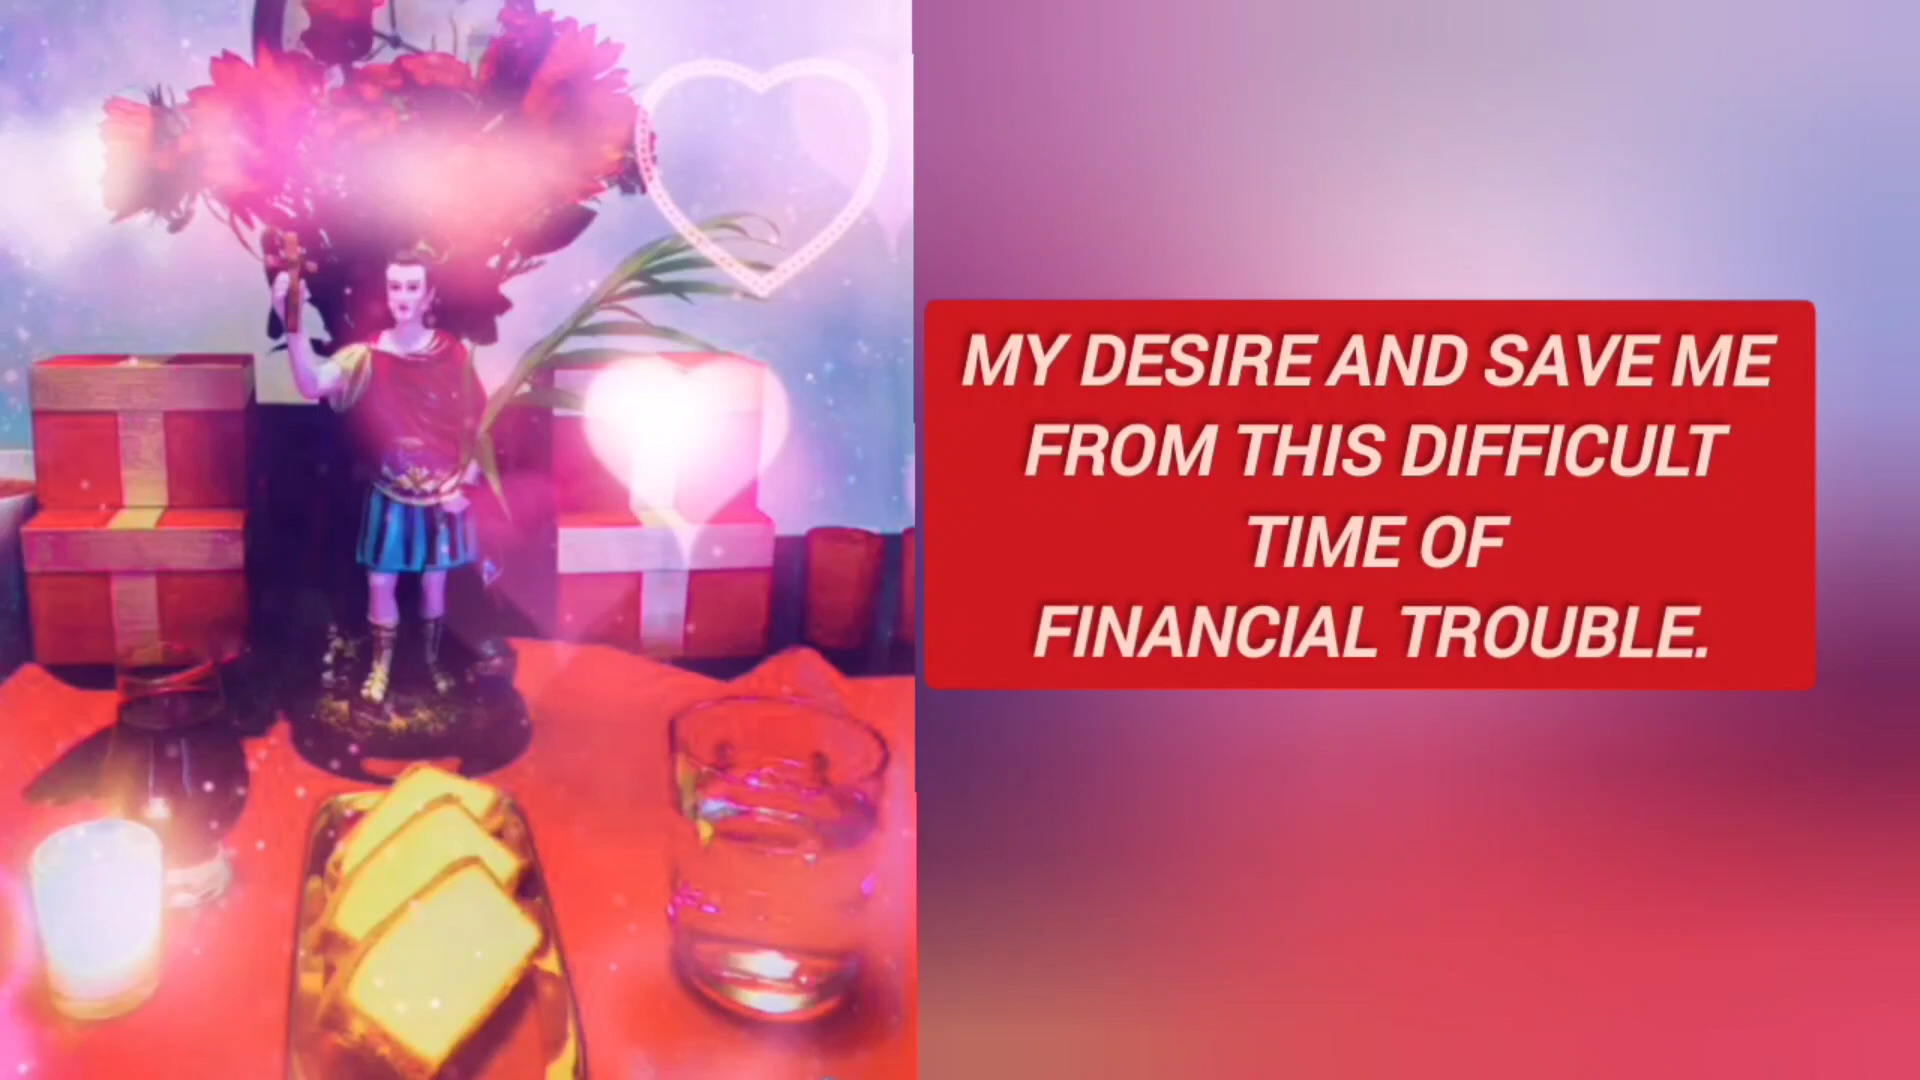 MY DESIRE AND SAVE ME
FROM THIS DIFFICULT
TIME OF
FINANCIAL TROUBLE.